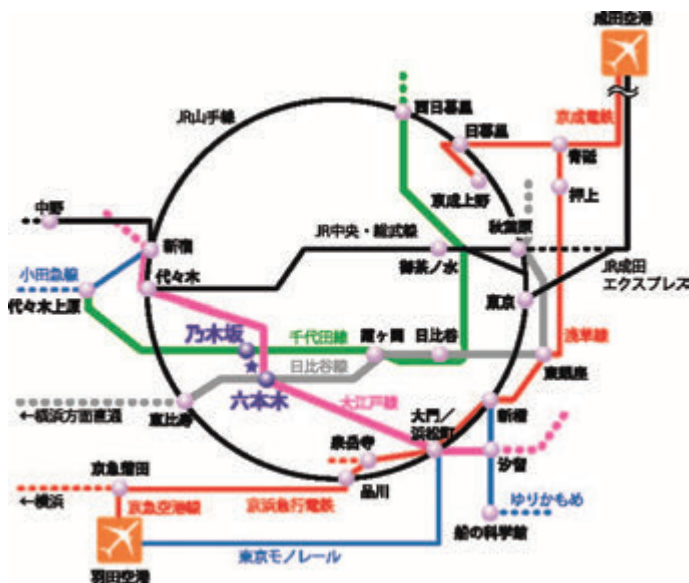 成田空港
JR山手線
西日暮里
日暮里
京成電鉄
青砥
京成上野
押上
中野
新宿
JR中央・総武線
秋葉原
御茶ノ水
小田急線
代々木
JR成田
エクスプレス
代々木上原
東京
乃木坂
千代田線
霞ヶ関
日比谷
浅草線
日比谷線
東銀座
六本木
大江戸線
恵比寿
←横浜方面直通
大門／
浜松町
新橋
泉岳寺
汐留
京急蒲田
品川
←横浜
京急空港線
京浜急行電鉄
ゆりかもめ
船の科学館
東京モノレール
羽田空港